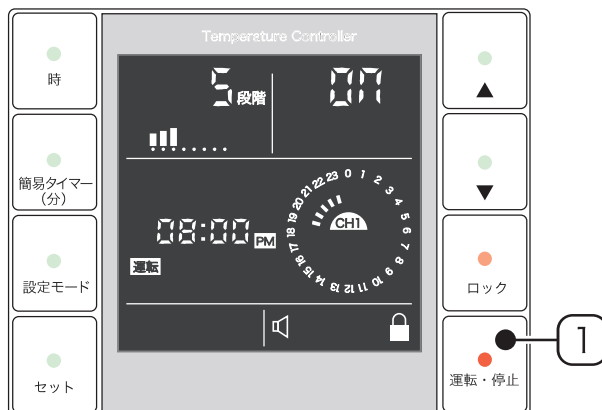 Temperature Controller
時
5 段階
ON
▲
簡易タイマー
(分)
▼
0 1 2 3 4 5 6 7 8 9 10 11 12 13 14 15 16 17 18 19 20 21 22 23
CH1
08:00 PM
運転
設定モード
ロック
セット
運転・停止
1